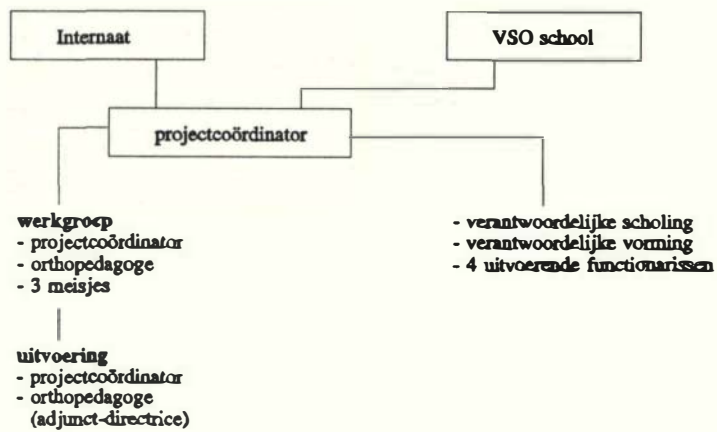 Internaat
VSO school
projectcoördinator
werkgroep
- projectcoördinator
- orthopedagoge
- 3 meisjes
- verantwoordelijke scholing
- verantwoordelijke vorming
- 4 uitvoerende functionarissen
uitvoering
- projectcoördinator
- orthopedagoge
(adjunct-directrice)